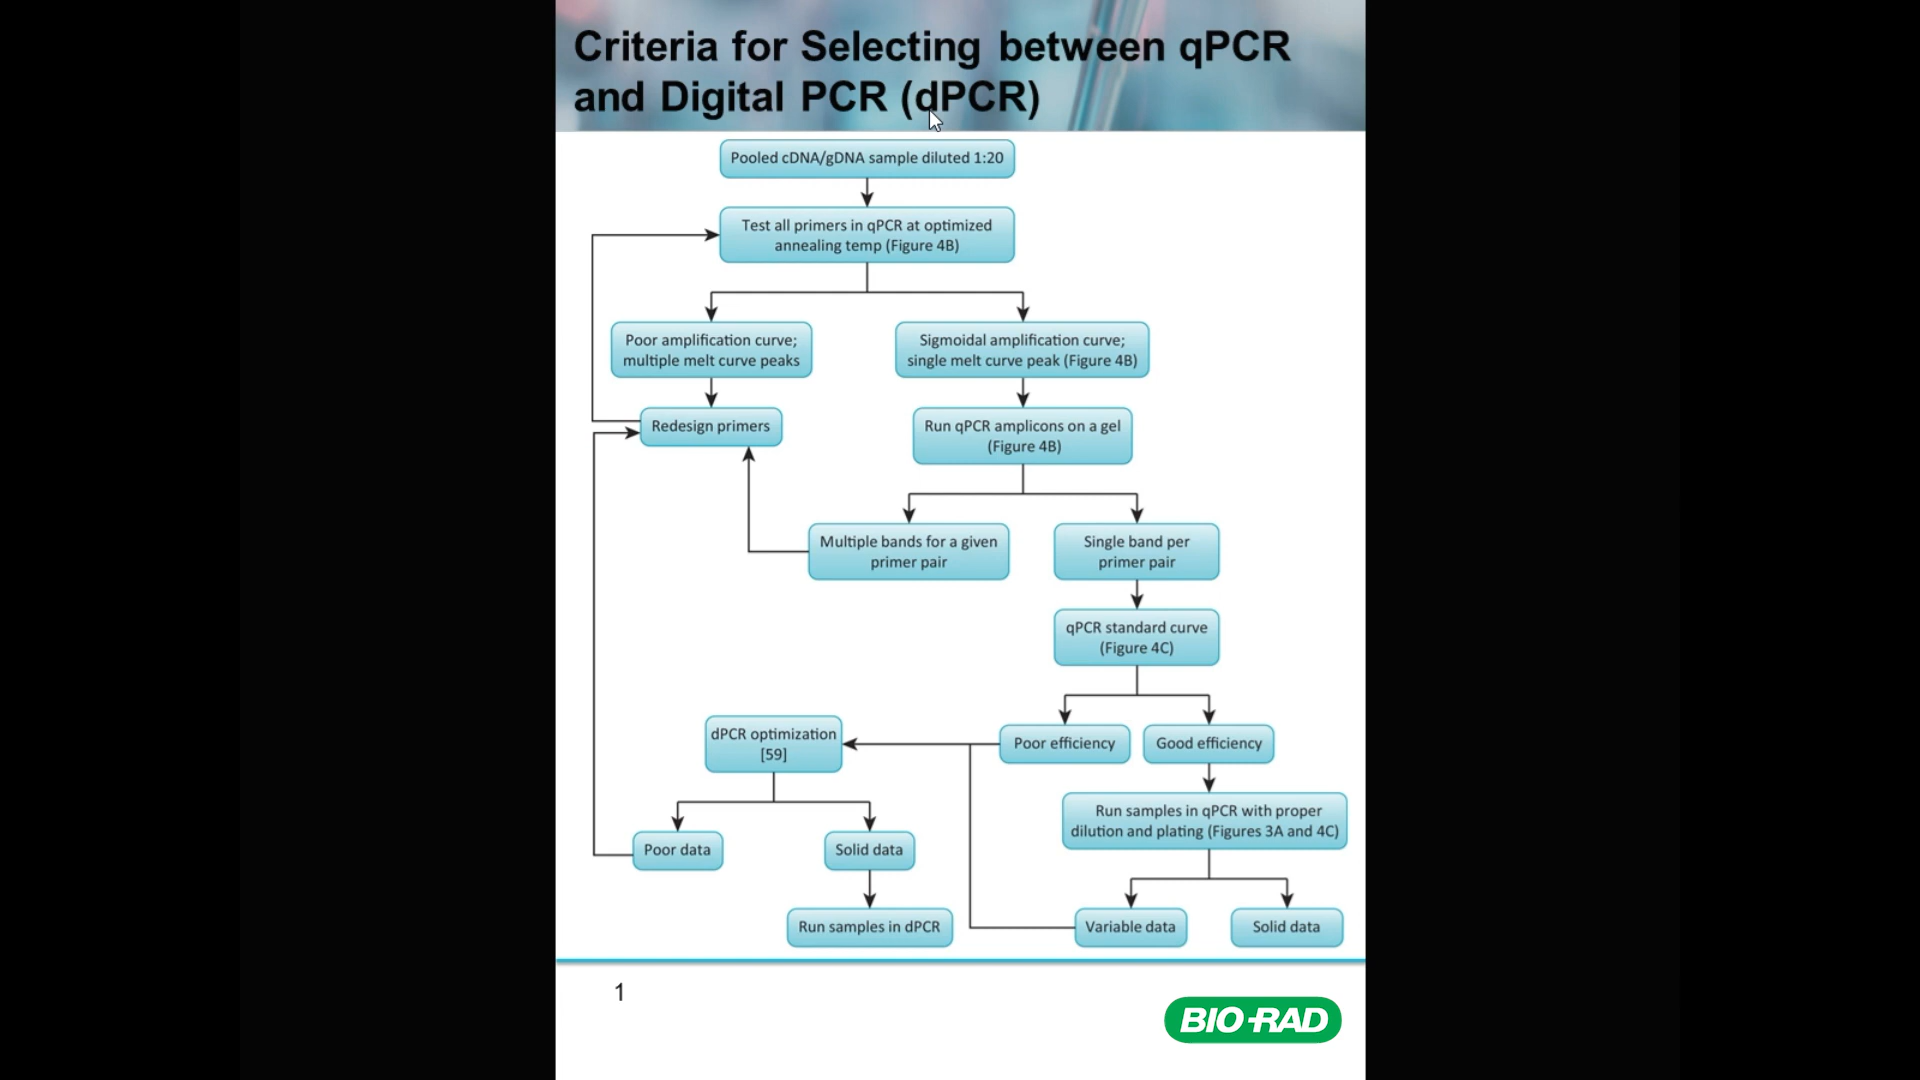 Criteria for Selecting between qPCR
and Digital PCR (dPCR)
Pooled cDNA/gDNA sample diluted 1:20
Test all primers in qPCR at optimized
annealing temp (Figure 4B)
Poor amplification curve;
multiple melt curve peaks
Sigmoidal amplification curve;
single melt curve peak (Figure 4B)
Redesign primers
Run qPCR amplicons on a gel
(Figure 4B)
Multiple bands for a given
primer pair
Single band per
primer pair
qPCR standard curve
(Figure 4C)
dPCR optimization
[59]
Poor efficiency
Good efficiency
Run samples in qPCR with proper
dilution and plating (Figures 3A and 4C)
Poor data
Solid data
Run samples in dPCR
Variable data
Solid data
1
BIO-RAD